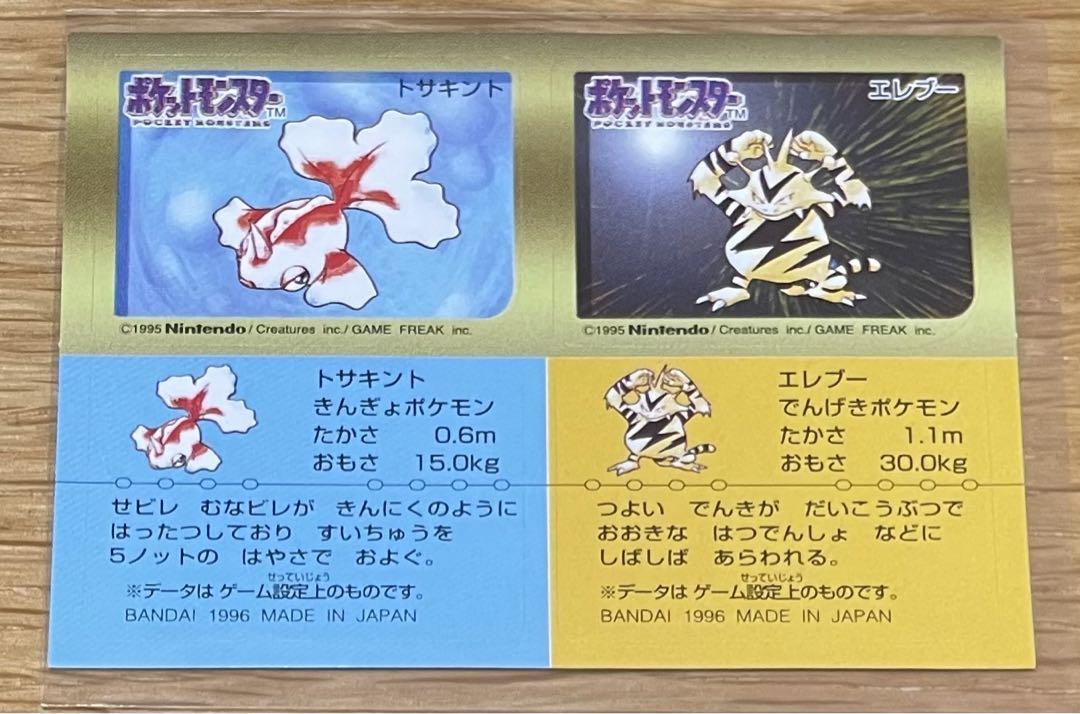 ポケットモンスターTM
POCKET MONSTERS
トサキント
©1995 Nintendo/Creatures inc./GAME FREAK inc.
トサキント
きんぎょポケモン
たかさ 0.6m
おもさ 15.0kg
せビレ むなビレが きんにくのように
はったつしており すいちゅうを
5ノットの はやさで およぐ。
せっていじょう
※データは ゲーム設定上のものです。
BANDAI 1996 MADE IN JAPAN
ポケットモンスターTM
POCKET MONSTERS
エレブー
©1995 Nintendo/Creatures inc./GAME FREAK inc.
エレブー
でんげきポケモン
たかさ 1.1m
おもさ 30.0kg
つよい でんきが だいこうぶつで
おおきな はつでんしょ などに
しばしば あらわれる。
せっていじょう
※データは ゲーム設定上のものです。
BANDAI 1996 MADE IN JAPAN